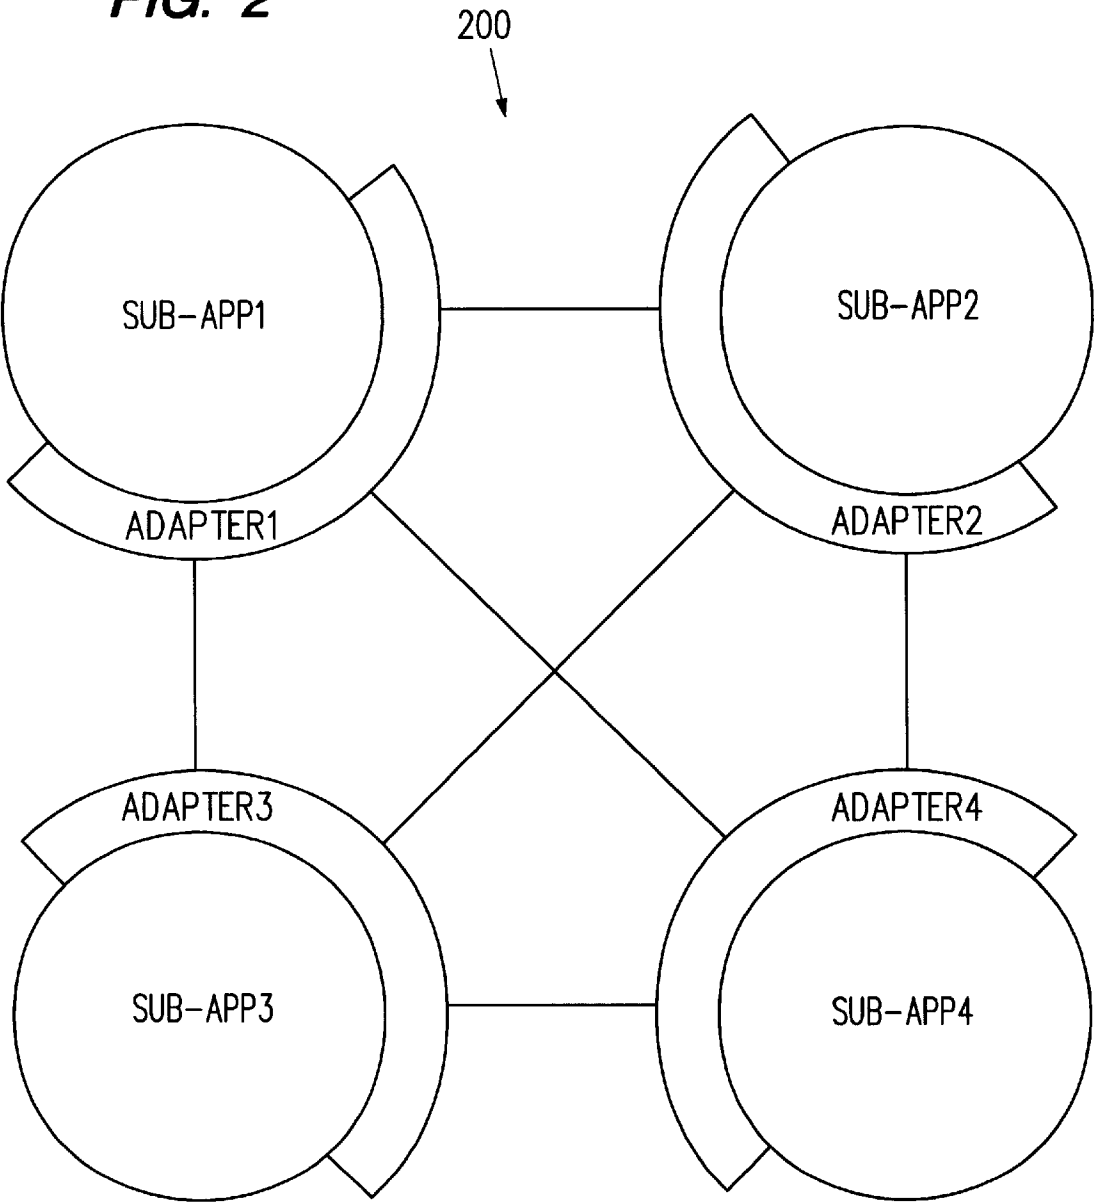 FIG. 2
200
SUB-APP1
SUB-APP2
ADAPTER1
ADAPTER2
ADAPTER3
ADAPTER4
SUB-APP3
SUB-APP4